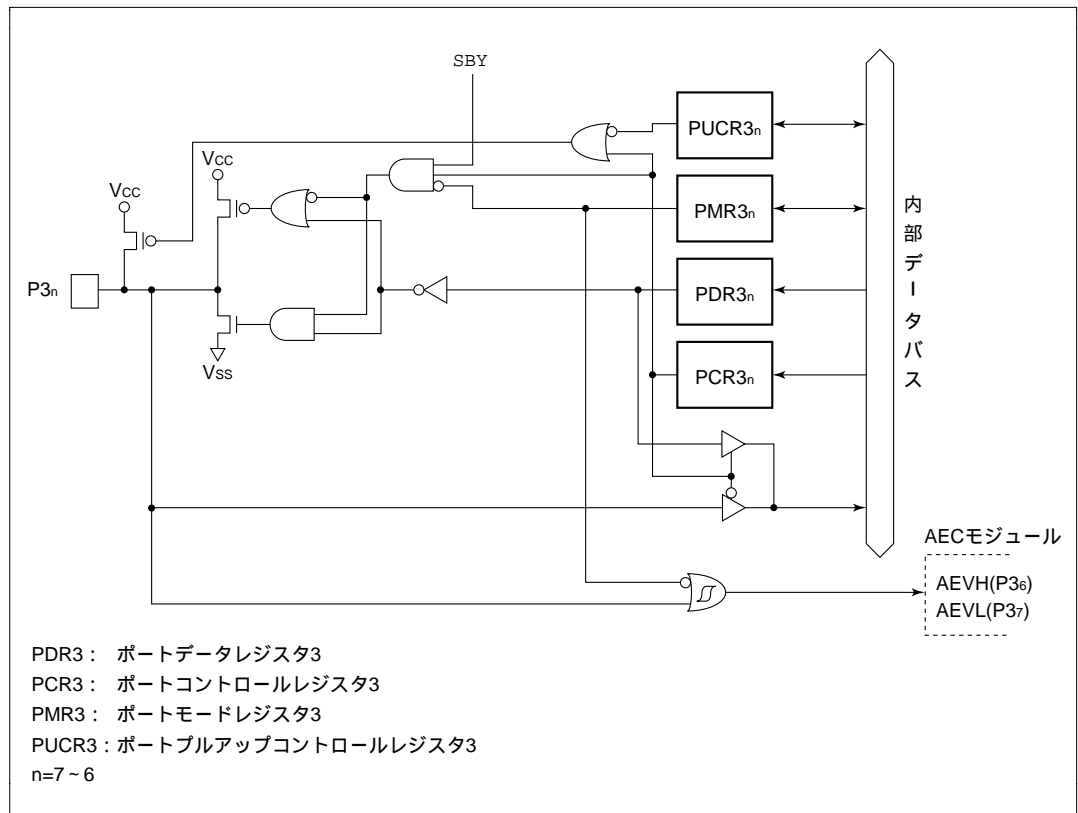 SBY
PUCR3n
VCC
VCC
PMR3n
P3n
PDR3n
VSS
PCR3n
内部データバス
AECモジュール
AEVH(P36)
AEVL(P37)
PDR3： ポートデータレジスタ3
PCR3： ポートコントロールレジスタ3
PMR3： ポートモードレジスタ3
PUCR3：ポートプルアップコントロールレジスタ3
n=7～6